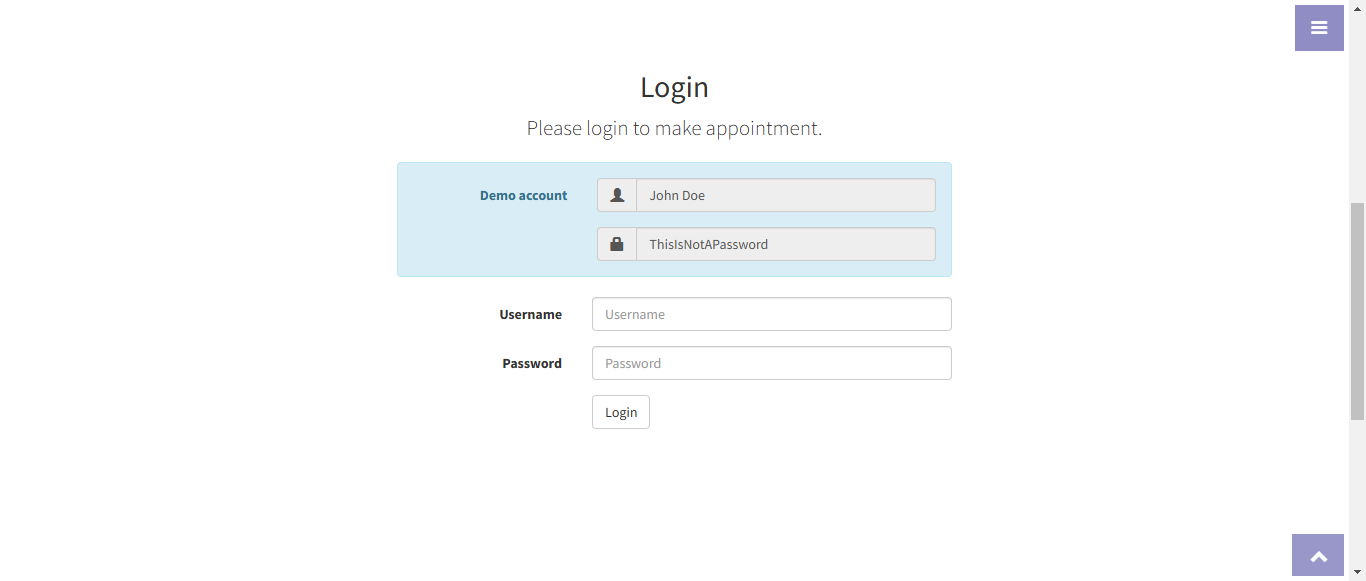 Login
Please login to make appointment.
Demo account John Doe
ThisIsNotAPassword
Username Username
Password Password
Login